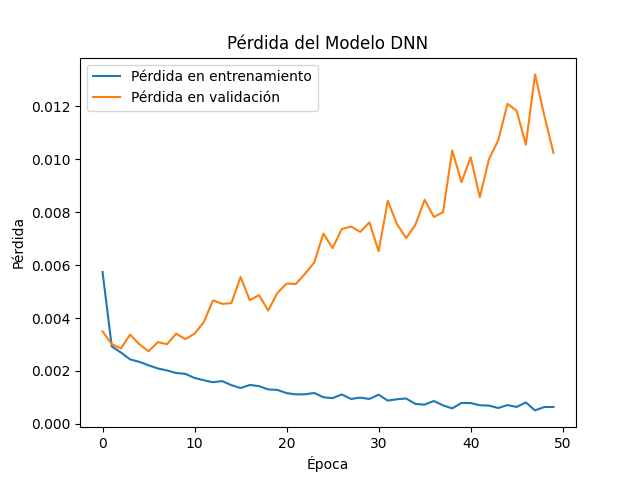 Pérdida del Modelo DNN
Pérdida en entrenamiento
Pérdida en validación
0.012
0.010
0.008
0.006
0.004
0.002
0.000
Pérdida
0 10 20 30 40 50
Época